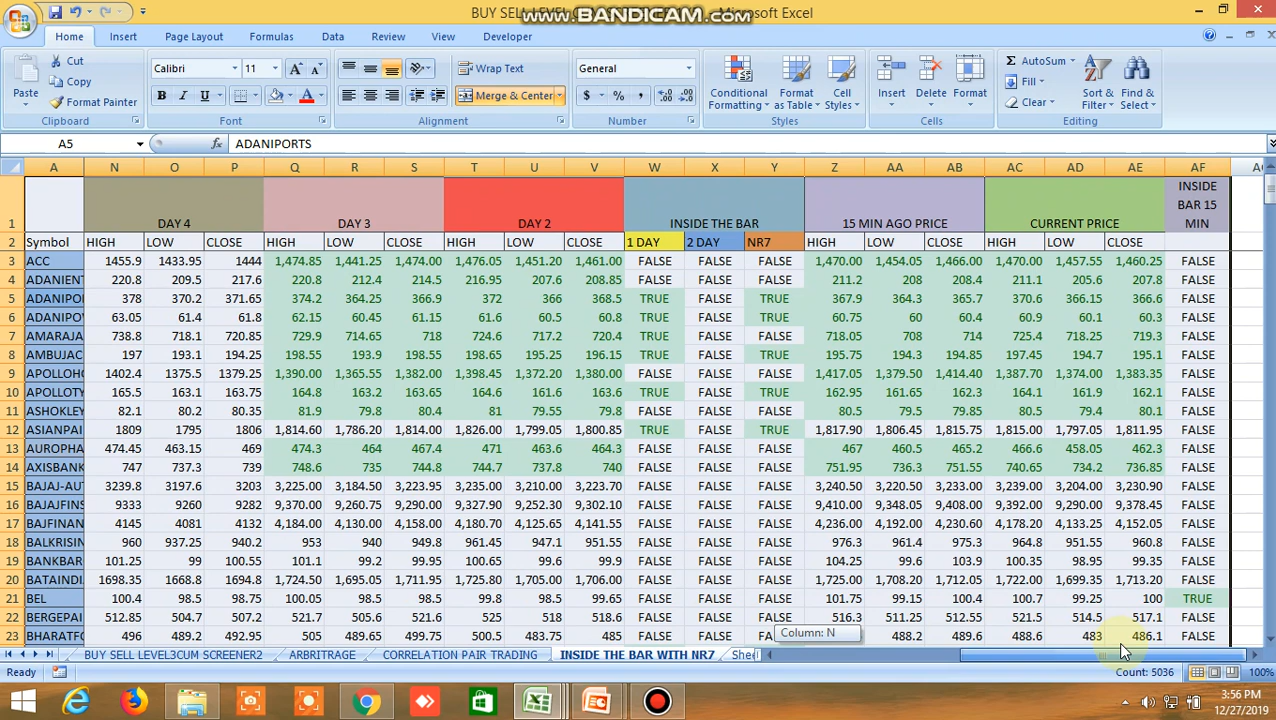 BUY SELL LEVEL
www.BANDICAM.com
Microsoft Excel
Home Insert Page Layout Formulas Data Review View Developer
Paste
Cut
Copy
Format Painter
Clipboard
Calibri 11
B I U A
Font
Wrap Text
Merge & Center
Alignment
General
$ % ,
Number
Conditional Formatting
Format as Table
Cell Styles
Styles
Insert Delete Format
Cells
Σ AutoSum
Fill
Clear
Sort & Filter
Find & Select
Editing
A5 fx ADANIPORTS
A N O P Q R S T U V W X Y Z AA AB AC AD AE AF
1 DAY 4 DAY 3 DAY 2 INSIDE THE BAR 15 MIN AGO PRICE CURRENT PRICE INSIDE BAR 15 MIN
2 Symbol HIGH LOW CLOSE HIGH LOW CLOSE HIGH LOW CLOSE 1 DAY 2 DAY NR7 HIGH LOW CLOSE HIGH LOW CLOSE
3 ACC 1455.9 1433.95 1444 1,474.85 1,441.25 1,474.00 1,476.05 1,451.20 1,461.00 FALSE FALSE FALSE 1,470.00 1,454.05 1,466.00 1,470.00 1,457.55 1,460.25 FALSE
4 ADANIENT 220.8 209.5 217.6 220.8 212.4 214.5 216.95 207.6 208.85 FALSE FALSE FALSE 211.2 208 208.4 211.1 205.6 207.8 FALSE
5 ADANIPO 378 370.2 371.65 374.2 364.25 366.9 372 366 368.5 TRUE FALSE TRUE 367.9 364.3 365.7 370.6 366.15 366.6 FALSE
6 ADANIPO 63.05 61.4 61.8 62.15 60.45 61.15 61.6 60.5 60.8 TRUE FALSE TRUE 60.75 60 60.4 60.9 60.1 60.3 FALSE
7 AMARAJA 727.9 718.1 720.85 729.9 714.65 718 724.6 717.2 720.4 TRUE FALSE FALSE 718.05 708 714 725.4 718.25 719.3 FALSE
8 AMBUJAC 197 193.1 194.25 198.55 193.9 198.55 198.65 195.25 196.15 TRUE FALSE TRUE 195.75 194.3 194.85 197.45 194.7 195.1 FALSE
9 APOLLOHO 1402.4 1375.5 1379.25 1,390.00 1,365.55 1,382.00 1,398.45 1,372.50 1,380.00 FALSE FALSE FALSE 1,417.05 1,379.50 1,414.40 1,387.70 1,374.00 1,383.35 FALSE
10 APOLLOTY 165.5 163.1 163.75 164.8 163.2 163.65 164.6 161.6 163.6 TRUE FALSE TRUE 162.95 161.65 162.3 164.1 161.9 162.1 FALSE
11 ASHOKLEY 82.1 80.2 80.35 81.9 79.8 80.4 81 79.55 79.8 FALSE FALSE FALSE 80.5 79.5 79.85 80.5 79.4 80.1 FALSE
12 ASIANPAI 1809 1795 1806 1,814.60 1,786.20 1,814.00 1,826.00 1,799.05 1,800.85 TRUE FALSE TRUE 1,817.90 1,806.45 1,815.75 1,815.00 1,797.05 1,811.95 FALSE
13 AUROPHA 474.45 463.15 469 474.3 464 467.4 471 463.6 464.3 FALSE FALSE FALSE 467 460.5 465.2 466.6 458.05 462.3 FALSE
14 AXISBANK 747 737.3 739 748.6 735 744.8 744.7 737.8 740 FALSE FALSE FALSE 751.95 736.3 751.55 740.65 734.2 736.85 FALSE
15 BAJAJ-AUT 3239.8 3197.6 3203 3,225.00 3,184.50 3,223.95 3,235.00 3,210.00 3,223.70 FALSE FALSE FALSE 3,240.50 3,220.50 3,233.00 3,239.00 3,204.00 3,230.90 FALSE
16 BAJAJFINS 9333 9260 9282 9,370.00 9,260.75 9,290.00 9,327.90 9,252.30 9,302.10 FALSE FALSE FALSE 9,410.00 9,348.05 9,408.00 9,392.00 9,290.00 9,378.45 FALSE
17 BAJFINAN 4145 4081 4132 4,184.00 4,130.00 4,158.00 4,180.70 4,125.65 4,141.55 FALSE FALSE FALSE 4,236.00 4,192.00 4,230.60 4,178.20 4,133.25 4,152.05 FALSE
18 BALKRISIN 960 937.25 940.2 953 940 949.8 961.45 947.1 951.55 FALSE FALSE FALSE 976.3 961.4 975.3 964.8 951.55 960.8 FALSE
19 BANKBAR 101.25 99 100.55 101.1 99.2 99.95 100.65 99.6 99.9 FALSE FALSE FALSE 104.25 99.6 103.9 100.35 98.95 99.35 FALSE
20 BATAINDI 1698.35 1668.8 1694.8 1,724.50 1,695.05 1,711.95 1,725.80 1,705.00 1,706.00 FALSE FALSE FALSE 1,725.00 1,708.20 1,712.05 1,722.00 1,699.35 1,713.20 FALSE
21 BEL 100.4 98.5 98.75 100.05 98.5 99.75 100.9 98.5 99.65 FALSE FALSE FALSE 101.75 99.15 100.4 100.7 99.25 100 TRUE
22 BERGEPAI 512.85 504.7 507.2 521.7 505.6 521.6 525 518 518.6 FALSE FALSE FALSE 516.3 511.25 512.55 521.5 514.5 517.1 FALSE
23 BHARATFO 496 489.2 492.95 505 489.65 499.75 500.5 483.75 485 FALSE FALSE 488.2 489.6 488.6 483 486.1 FALSE
Column: N
BUY SELL LEVEL3CUM SCREENER2 ARBRITRAGE CORRELATION PAIR TRADING INSIDE THE BAR WITH NR7
Ready Count: 5036 100%
3:56 PM
12/27/2019